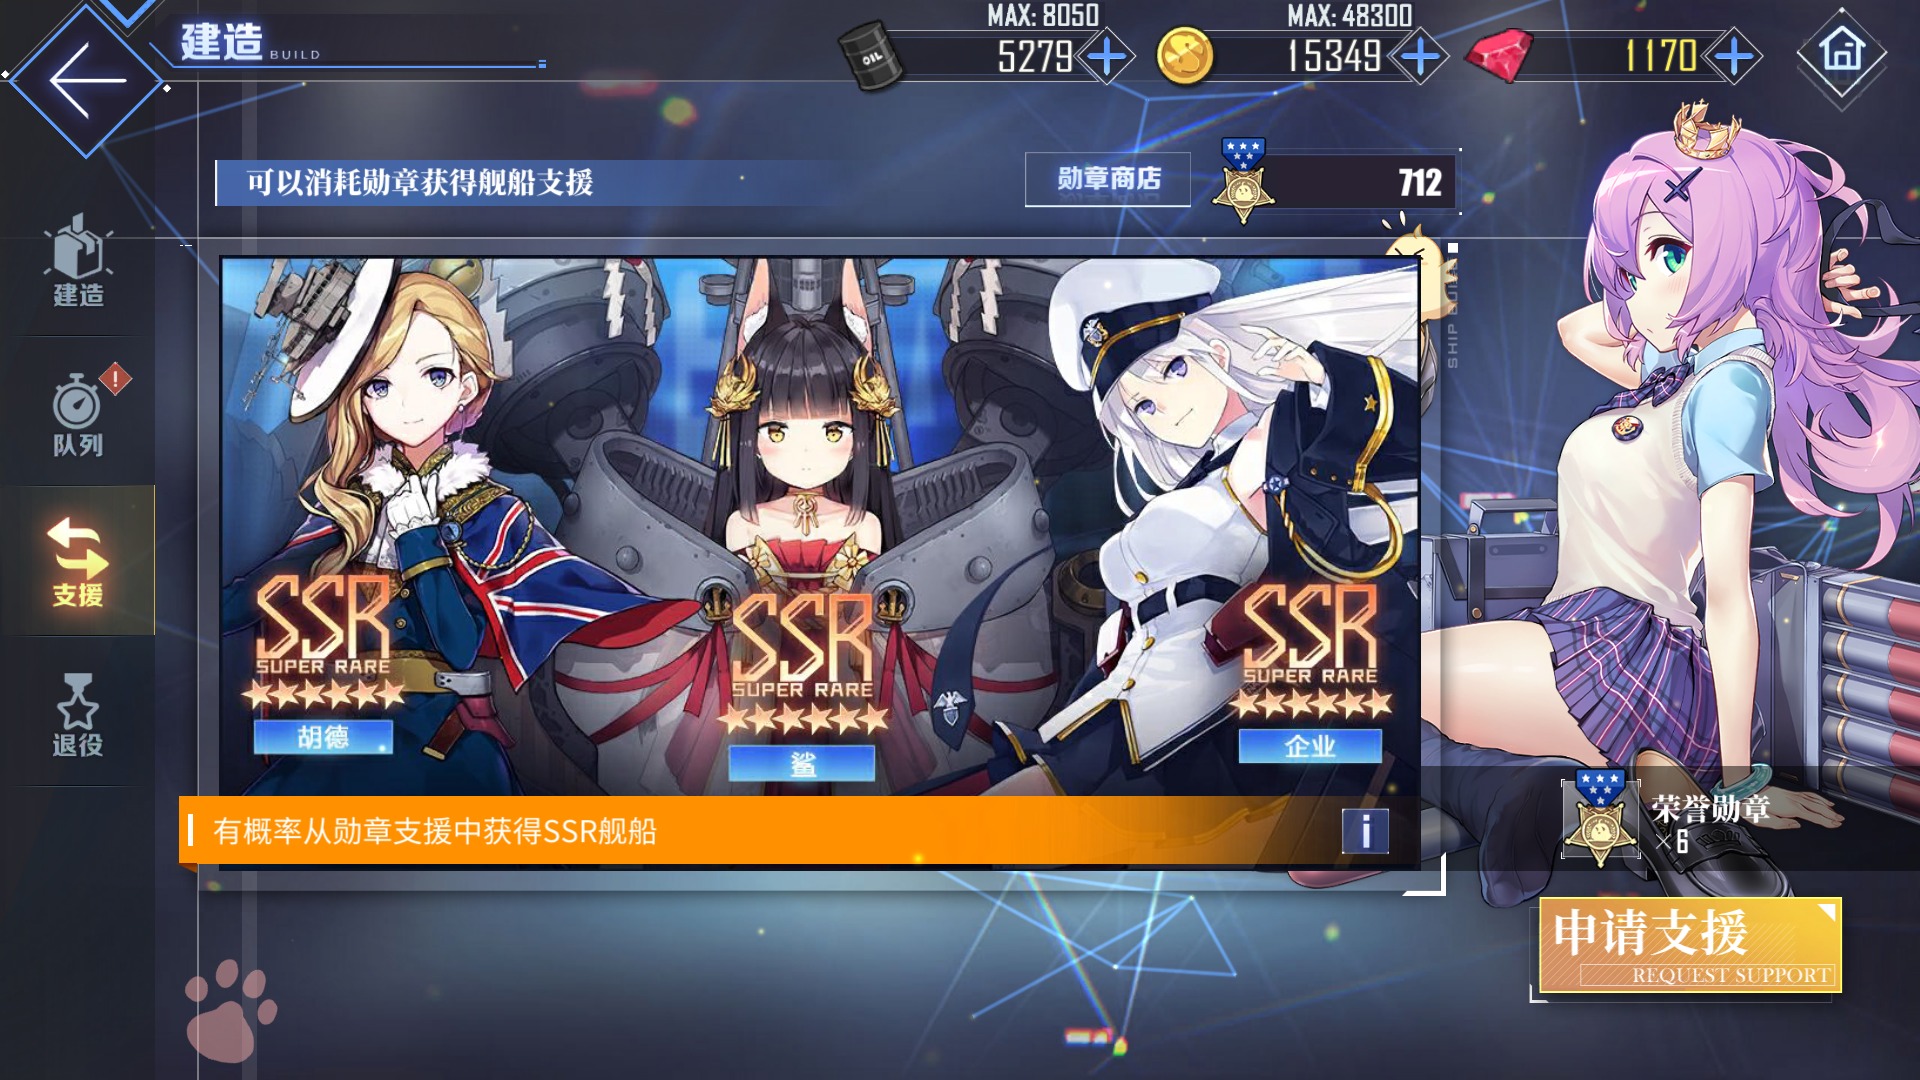 建造 BUILD
MAX: 8050
5279
OIL
MAX: 48300
15349
1170
可以消耗勋章获得舰船支援
勋章商店
712
建造
队列
!
支援
退役
SHIP BUILD
SSR
SUPER RARE
胡德
SSR
SUPER RARE
鲨
SSR
SUPER RARE
企业
有概率从勋章支援中获得SSR舰船
i
荣誉勋章
×6
申请支援
REQUEST SUPPORT